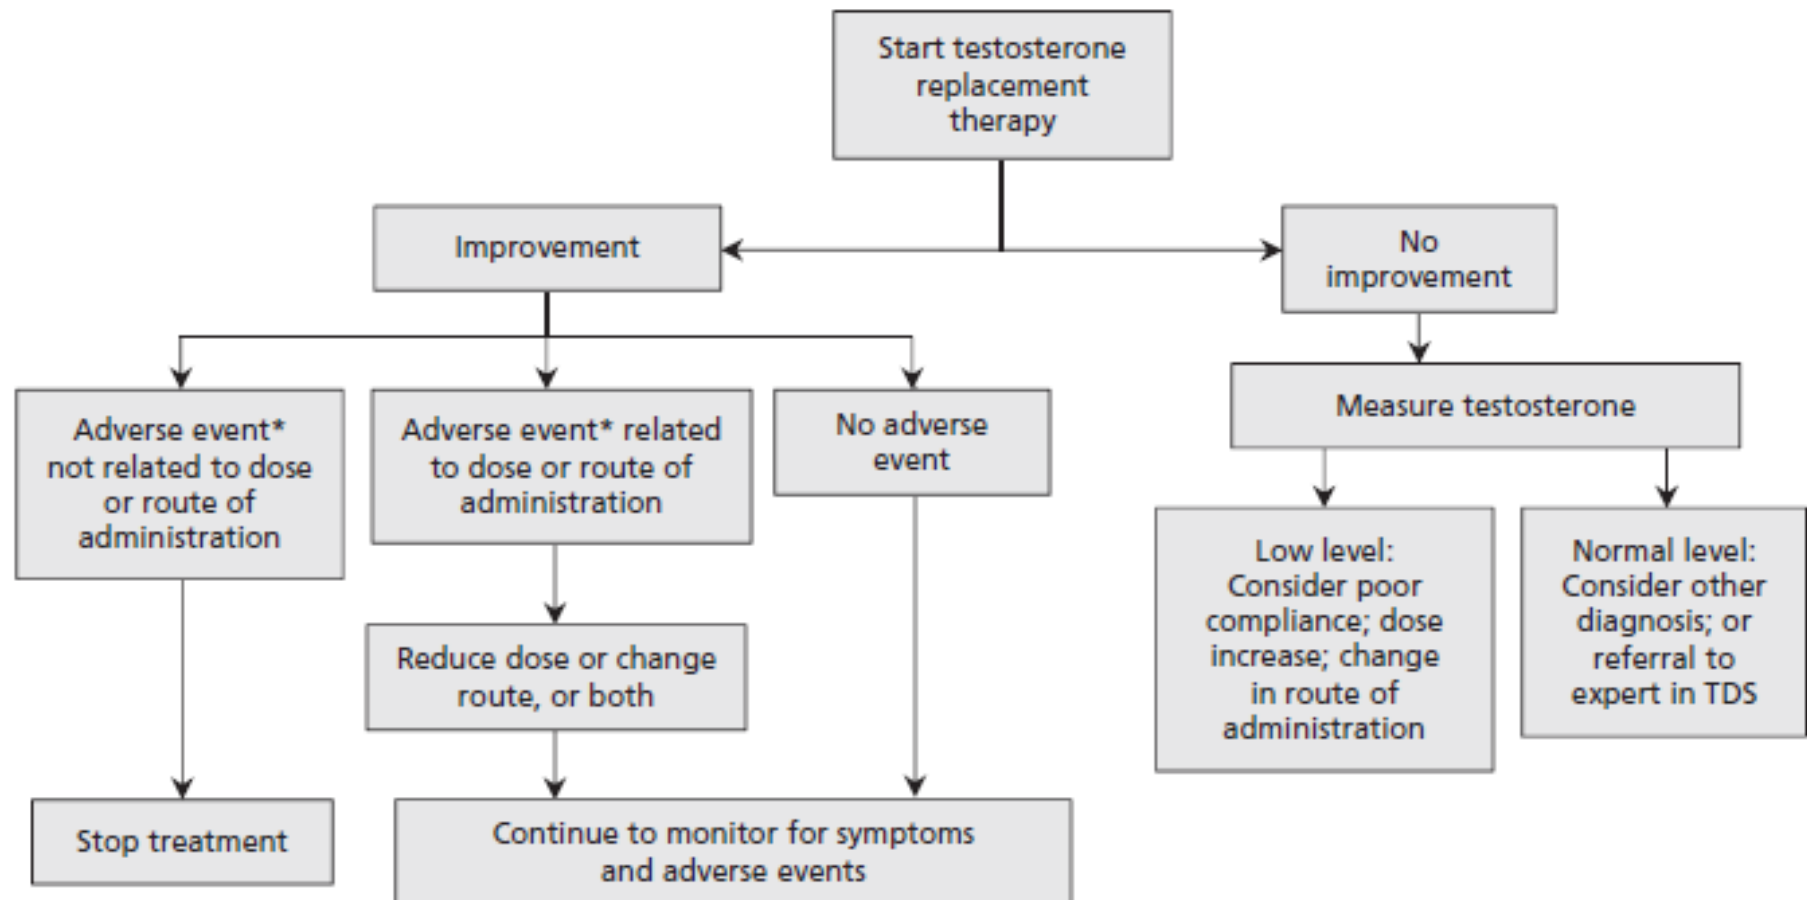 Start testosterone
replacement
therapy
Improvement
No
improvement
Adverse event*
not related to dose
or route of
administration
Adverse event* related
to dose or route of
administration
No adverse
event
Measure testosterone
Reduce dose or change
route, or both
Low level:
Consider poor
compliance; dose
increase; change
in route of
administration
Normal level:
Consider other
diagnosis; or
referral to
expert in TDS
Stop treatment
Continue to monitor for symptoms
and adverse events